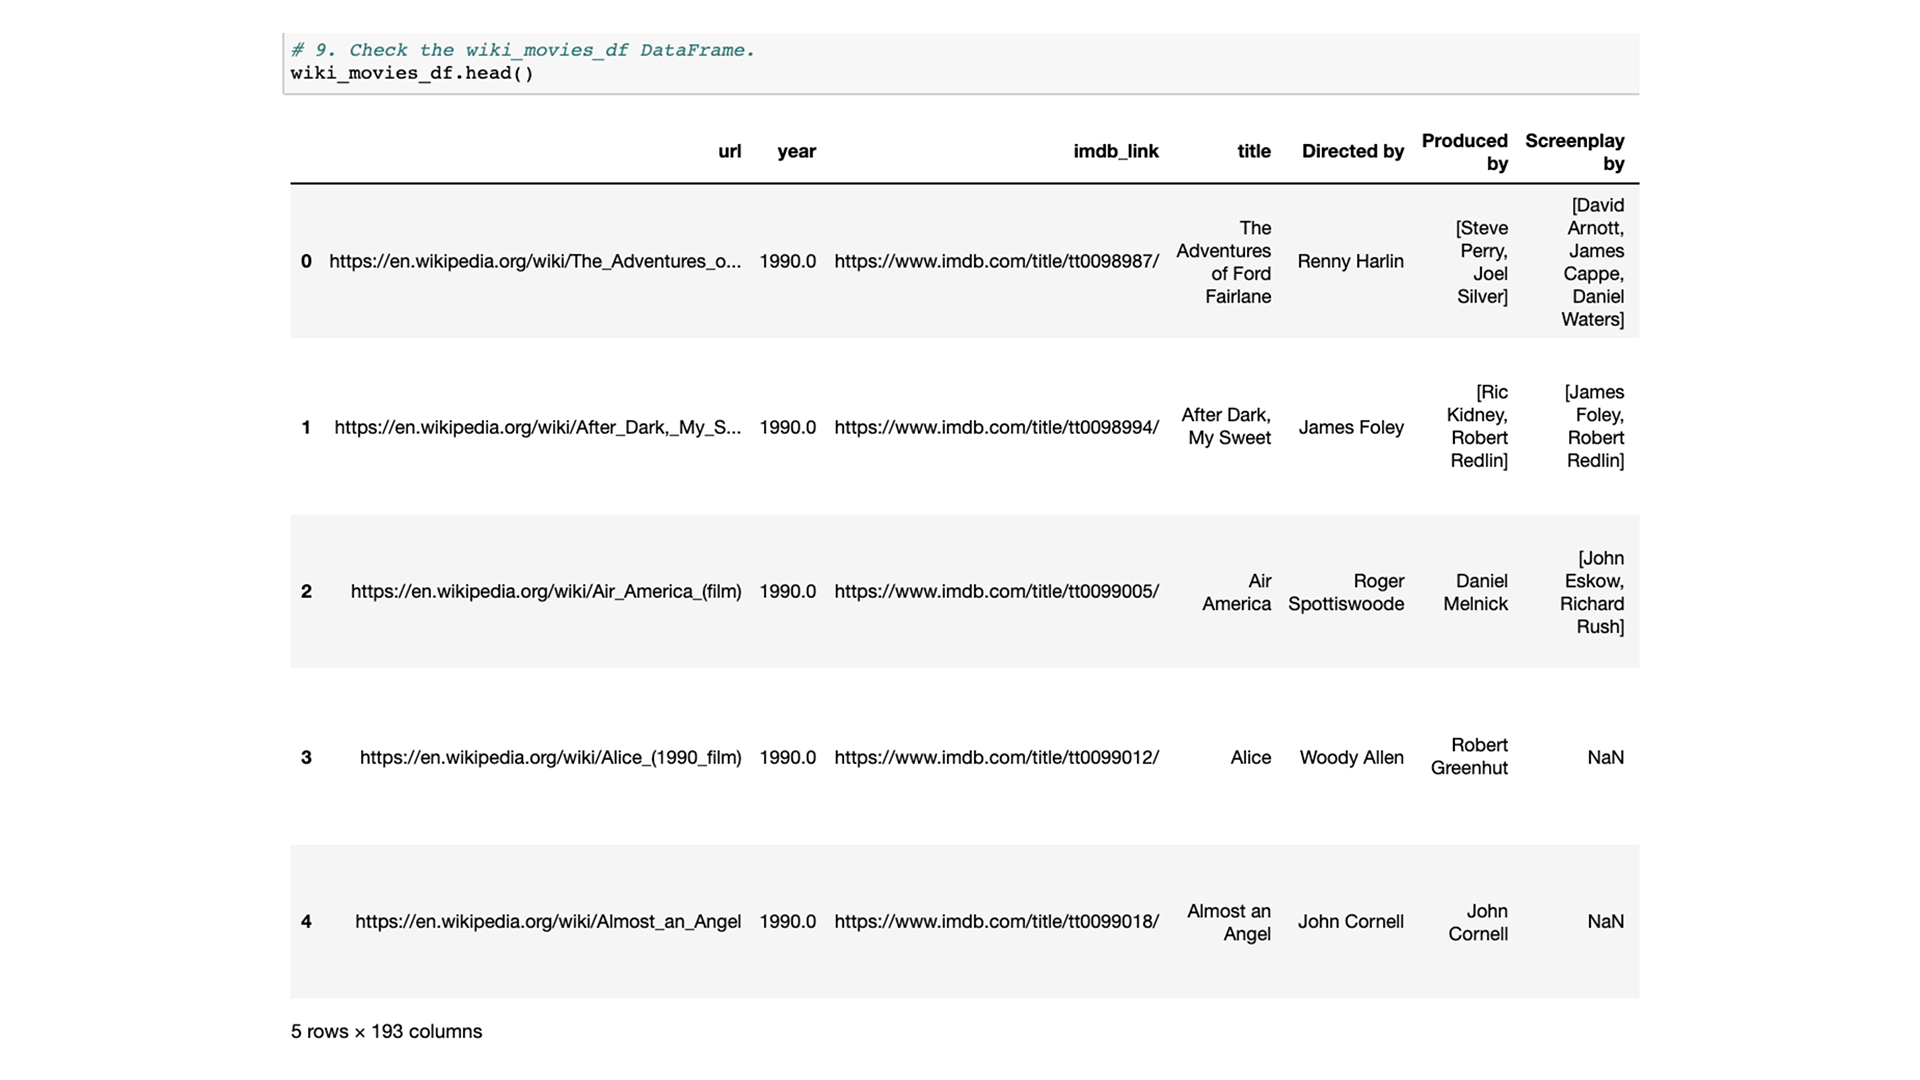 # 9. Check the wiki_movies_df DataFrame.
wiki_movies_df.head()
url year imdb_link title Directed by Produced by Screenplay by
0 https://en.wikipedia.org/wiki/The_Adventures_o... 1990.0 https://www.imdb.com/title/tt0098987/ The Adventures of Ford Fairlane Renny Harlin [Steve Perry, Joel Silver] [David Arnott, James Cappe, Daniel Waters]
1 https://en.wikipedia.org/wiki/After_Dark,_My_S... 1990.0 https://www.imdb.com/title/tt0098994/ After Dark, My Sweet James Foley [Ric Kidney, Robert Redlin] [James Foley, Robert Redlin]
2 https://en.wikipedia.org/wiki/Air_America_(film) 1990.0 https://www.imdb.com/title/tt0099005/ Air America Roger Spottiswoode Daniel Melnick [John Eskow, Richard Rush]
3 https://en.wikipedia.org/wiki/Alice_(1990_film) 1990.0 https://www.imdb.com/title/tt0099012/ Alice Woody Allen Robert Greenhut NaN
4 https://en.wikipedia.org/wiki/Almost_an_Angel 1990.0 https://www.imdb.com/title/tt0099018/ Almost an Angel John Cornell John Cornell NaN
5 rows × 193 columns